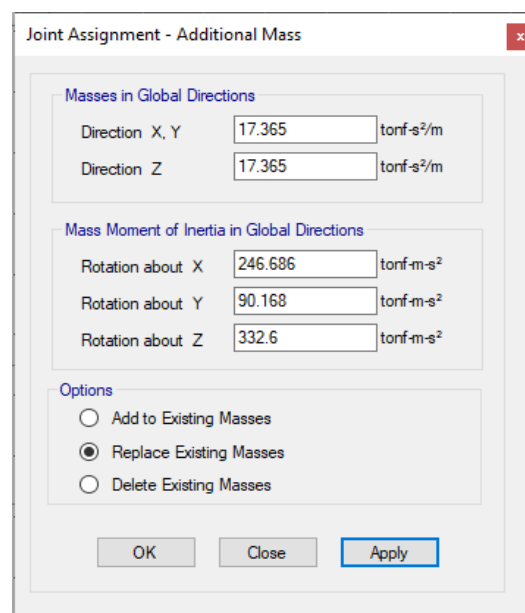 Joint Assignment - Additional Mass
x
Masses in Global Directions
Direction X, Y 17.365 tonf-s²/m
Direction Z 17.365 tonf-s²/m
Mass Moment of Inertia in Global Directions
Rotation about X 246.686 tonf-m-s²
Rotation about Y 90.168 tonf-m-s²
Rotation about Z 332.6 tonf-m-s²
Options
Add to Existing Masses
Replace Existing Masses
Delete Existing Masses
OK Close Apply